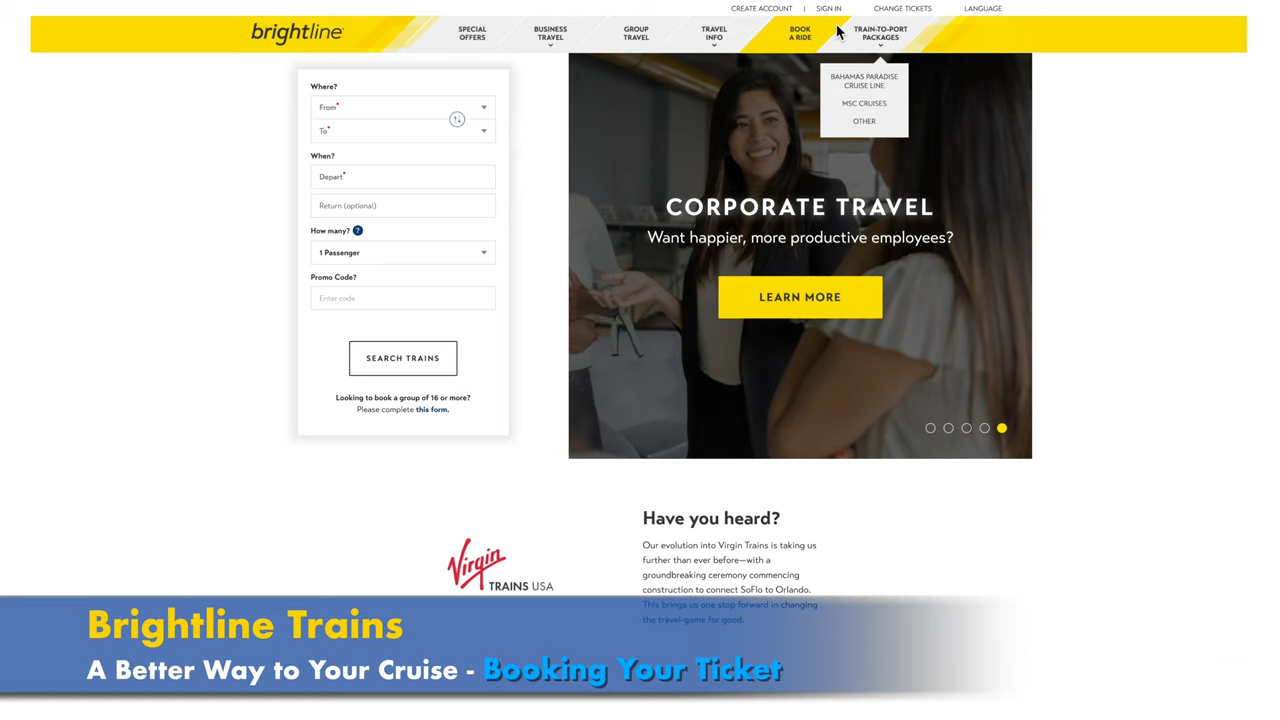 CREATE ACCOUNT | SIGN IN CHANGE TICKETS LANGUAGE
brightline
SPECIAL
OFFERS
BUSINESS
TRAVEL
GROUP
TRAVEL
TRAVEL
INFO
BOOK
A RIDE
TRAIN-TO-PORT
PACKAGES
BAHAMAS PARADISE
CRUISE LINE
MSC CRUISES
OTHER
Where?
From*
To*
When?
Depart*
Return (optional)
How many? ?
1 Passenger
Promo Code?
Enter code
SEARCH TRAINS
Looking to book a group of 16 or more?
Please complete this form.
CORPORATE TRAVEL
Want happier, more productive employees?
LEARN MORE
Virgin
TRAINS USA
Have you heard?
Our evolution into Virgin Trains is taking us
further than ever before—with a
groundbreaking ceremony commencing
construction to connect SoFlo to Orlando.
This brings us one stop forward in changing
the travel-game for good.
Brightline Trains
A Better Way to Your Cruise - Booking Your Ticket